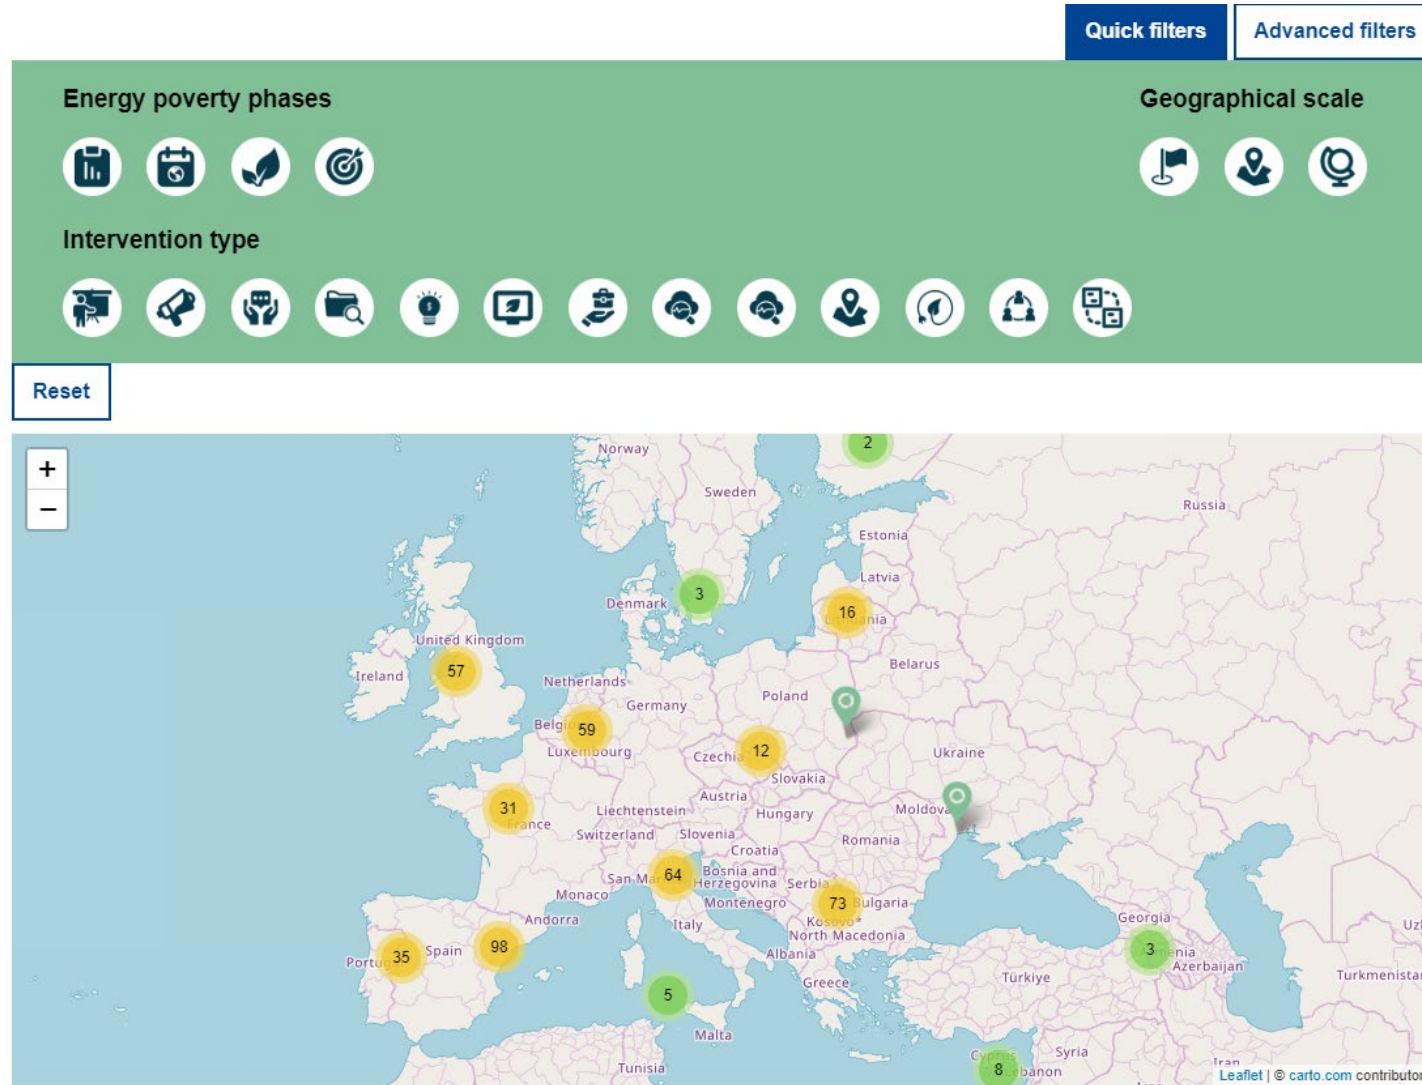 Quick filters
Advanced filters
Energy poverty phases
Geographical scale
Intervention type
Reset
+
−
Norway
2
Sweden
Russia
Estonia
Latvia
3
Denmark
16
United Kingdom
57
Ireland
Belarus
Netherlands
Poland
Germany
59
Luxembourg
12
Czechia
Ukraine
Slovakia
Austria
31
France
Liechtenstein
Hungary
Moldova
Switzerland
Slovenia
Romania
Croatia
64
Bosnia and
Herzegovina
Serbia
Monaco
Montenegro
73
Bulgaria
Andorra
Italy
Kosovo*
North Macedonia
Georgia
98
35
Spain
Albania
3
Azerbaijan
Greece
Türkiye
5
Malta
Syria
Tunisia
8
Leaflet | © carto.com contributor